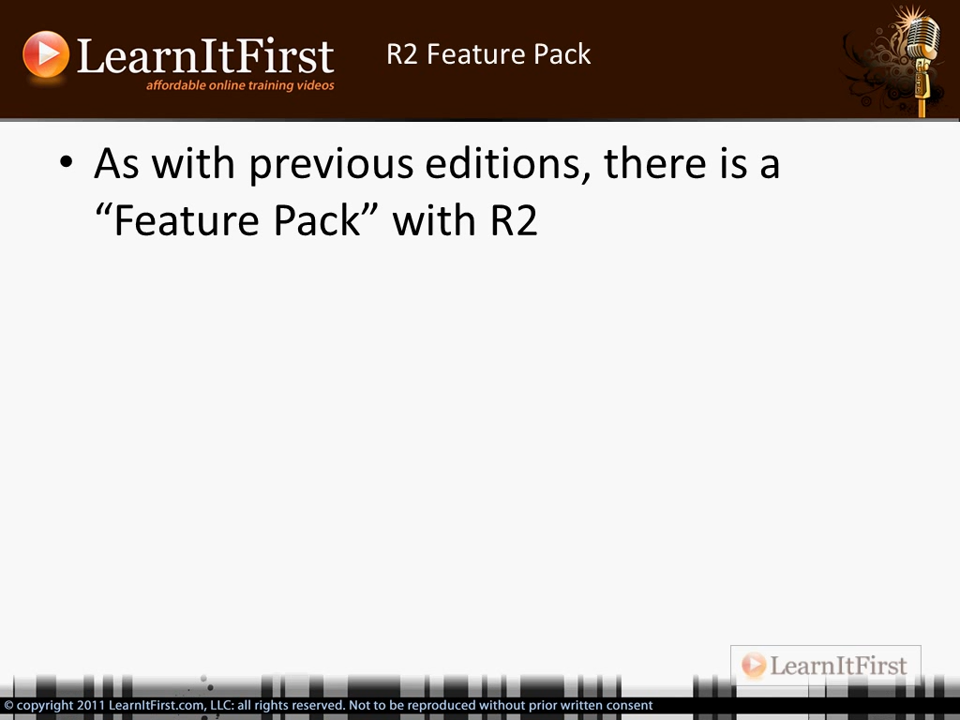 LearnItFirst
affordable online training videos
R2 Feature Pack
• As with previous editions, there is a
“Feature Pack” with R2
LearnItFirst
© copyright 2011 LearnItFirst.com, LLC: all rights reserved. Not to be reproduced without prior written consent